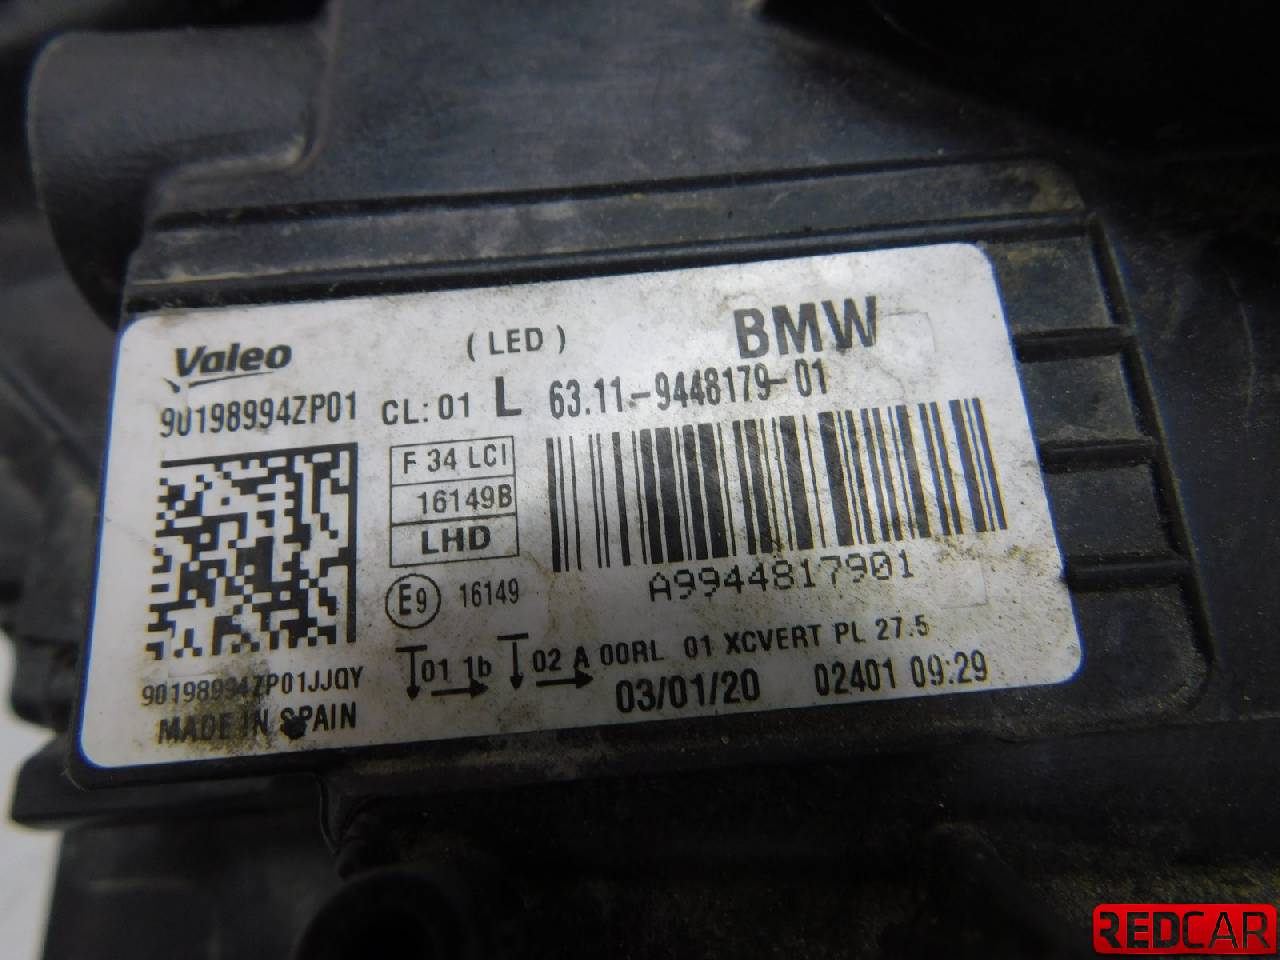 Valeo
( LED )
BMW
90198994ZP01
CL: 01 L 63.11.-9448179-01
F 34 LCI
16149B
LHD
E9 16149
A9944817901
01 1b 02 A 00RL 01 XCVERT PL 27.5
90198994ZP01JJQY
03/01/20 02401 09:29
MADE IN SPAIN
REDCAR